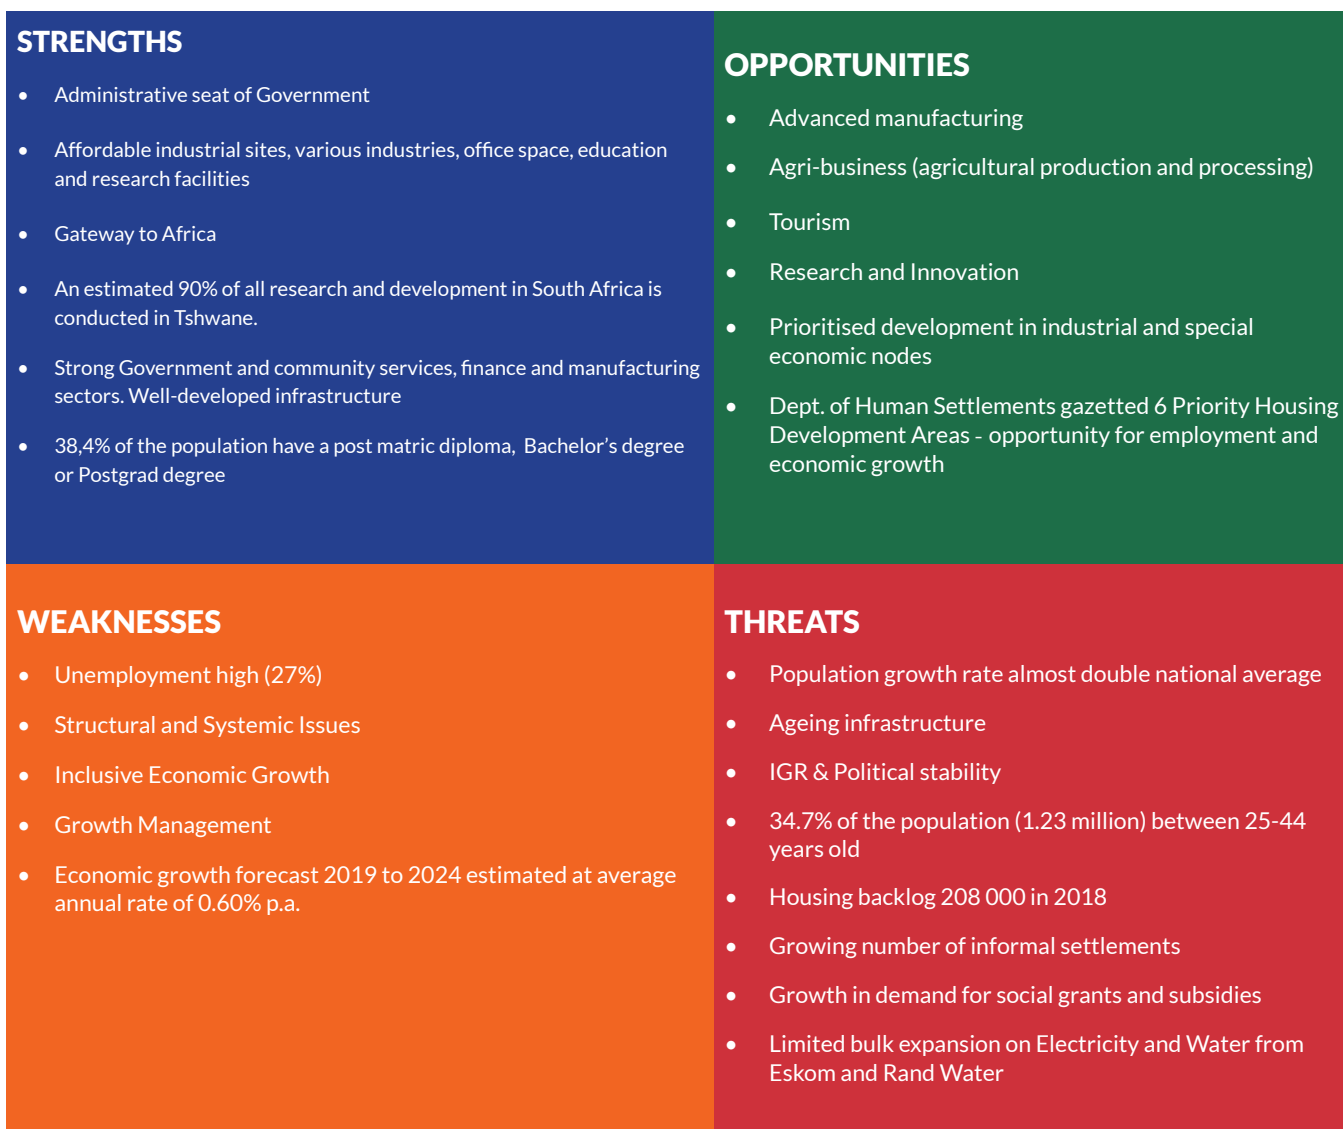 STRENGTHS
• Administrative seat of Government
• Affordable industrial sites, various industries, office space, education
and research facilities
• Gateway to Africa
• An estimated 90% of all research and development in South Africa is
conducted in Tshwane.
• Strong Government and community services, finance and manufacturing
sectors. Well-developed infrastructure
• 38,4% of the population have a post matric diploma, Bachelor's degree
or Postgrad degree
OPPORTUNITIES
• Advanced manufacturing
• Agri-business (agricultural production and processing)
• Tourism
• Research and Innovation
• Prioritised development in industrial and special
economic nodes
• Dept. of Human Settlements gazetted 6 Priority Housing
Development Areas - opportunity for employment and
economic growth
WEAKNESSES
• Unemployment high (27%)
• Structural and Systemic Issues
• Inclusive Economic Growth
• Growth Management
• Economic growth forecast 2019 to 2024 estimated at average
annual rate of 0.60% p.a.
THREATS
• Population growth rate almost double national average
• Ageing infrastructure
• IGR & Political stability
• 34.7% of the population (1.23 million) between 25-44
years old
• Housing backlog 208 000 in 2018
• Growing number of informal settlements
• Growth in demand for social grants and subsidies
• Limited bulk expansion on Electricity and Water from
Eskom and Rand Water